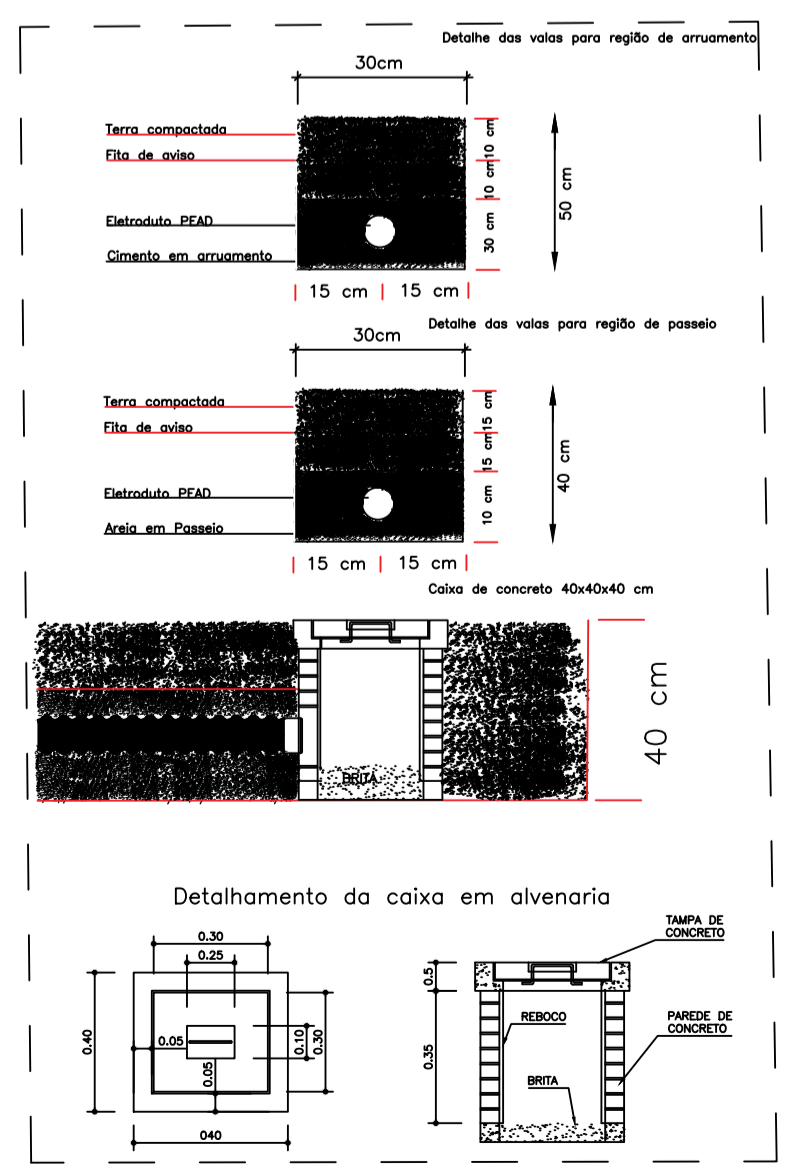 Detalhe das valas para região de arruamento
30cm
Terra compactada
Fita de aviso
Eletroduto PEAD
Cimento em arruamento
10 cm
10 cm
30 cm
50 cm
15 cm
15 cm
Detalhe das valas para região de passeio
30cm
Terra compactada
Fita de aviso
Eletroduto PEAD
Areia em Passeio
15 cm
15 cm
10 cm
40 cm
15 cm
15 cm
Caixa de concreto 40x40x40 cm
40 cm
BRITA
Detalhamento da caixa em alvenaria
0.30
0.25
0.40
0.05
0.05
0.10
0.30
040
TAMPA DE
CONCRETO
0.5
REBOCO
PAREDE DE
CONCRETO
0.35
BRITA